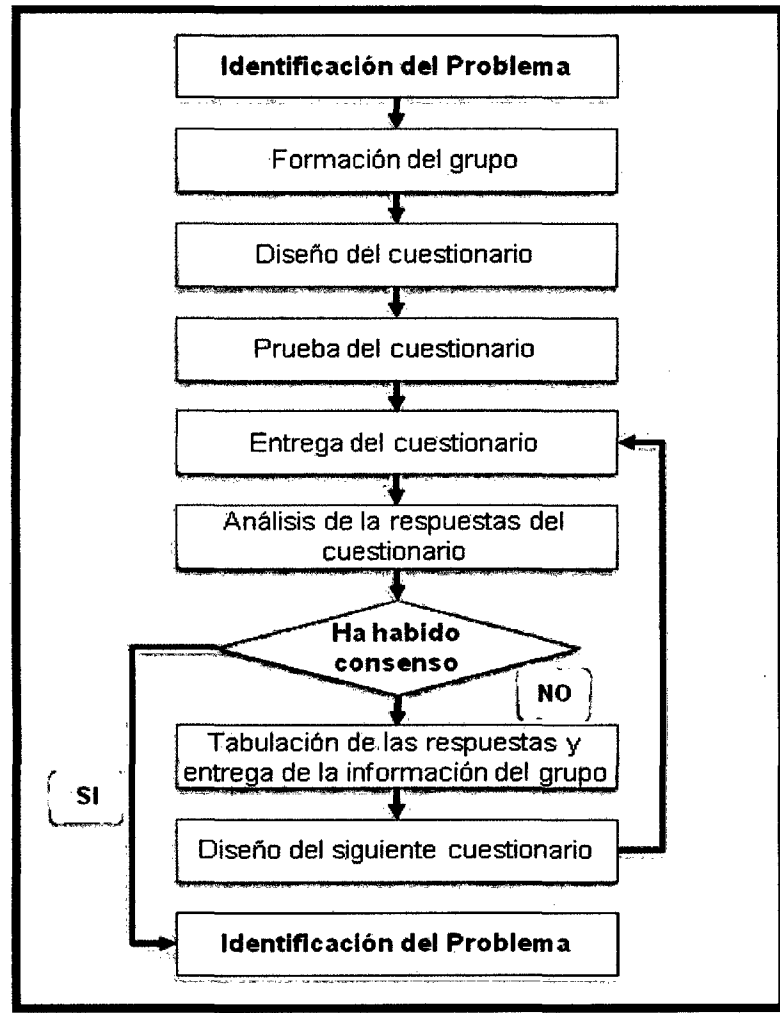 Identificación del Problema
Formación del grupo
Diseño del cuestionario
Prueba del cuestionario
Entrega del cuestionario
Análisis de la respuestas del
cuestionario
Ha habido
consenso
NO
Tabulación de las respuestas y
entrega de la información del grupo
SI
Diseño del siguiente cuestionario
Identificación del Problema